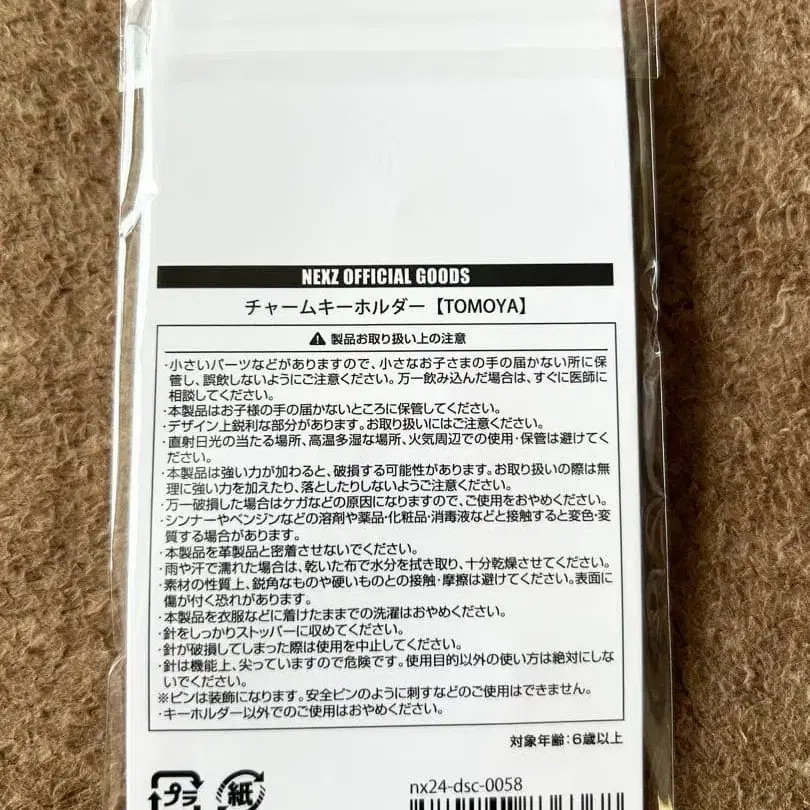 NEXZ OFFICIAL GOODS
チャームキーホルダー【TOMOYA】
⚠ 製品お取り扱い上の注意
・小さいパーツなどがありますので、小さなお子さまの手の届かない所に保
管し、誤飲しないようにご注意ください。万一飲み込んだ場合は、すぐに医師に
相談してください。
・本製品はお子様の手の届かないところに保管してください。
・デザイン上鋭利な部分があります。お取り扱いにはご注意ください。
・直射日光の当たる場所、高温多湿な場所、火気周辺での使用・保管は避けてく
ださい。
・本製品は強い力が加わると、破損する可能性があります。お取り扱いの際は無
理に強い力を加えたり、落としたりしないようご注意ください。
・万一破損した場合はケガなどの原因になりますので、ご使用をおやめください。
・シンナーやベンジンなどの溶剤や薬品・化粧品・消毒液などと接触すると変色・変
質する場合があります。
・本製品を革製品と密着させないでください。
・雨や汗で濡れた場合は、乾いた布で水分を拭き取り、十分乾燥させてください。
・素材の性質上、鋭角なものや硬いものとの接触・摩擦は避けてください。表面に
傷が付く恐れがあります。
・本製品を衣服などに着けたままでの洗濯はおやめください。
・針をしっかりストッパーに収めてください。
・針が破損してしまった際は使用を中止してください。
・針は機能上、尖っていますので危険です。使用目的以外の使い方は絶対にしな
いでください。
※ピンは装飾になります。安全ピンのように刺すなどのご使用はできません。
・キーホルダー以外でのご使用はおやめください。
対象年齢：6歳以上
プラ
紙
nx24-dsc-0058